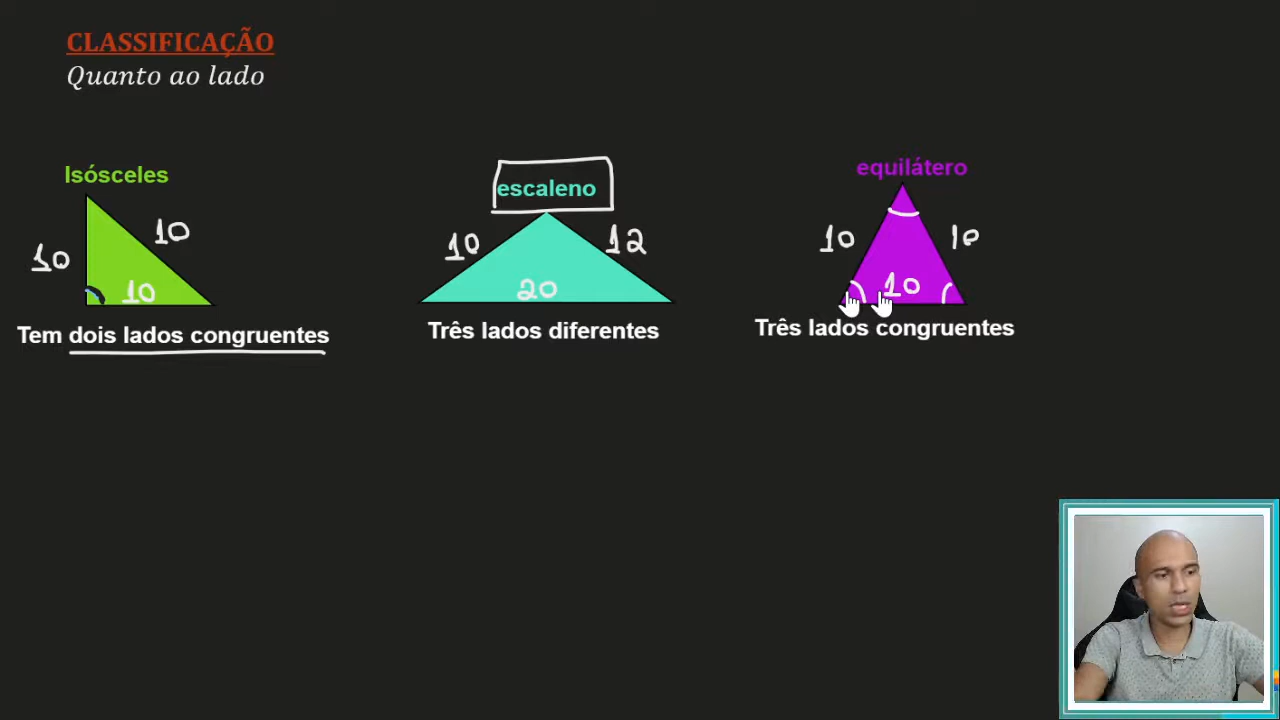 CLASSIFICAÇÃO
Quanto ao lado
Isósceles
10
10
10
Tem dois lados congruentes
escaleno
10
12
20
Três lados diferentes
equilátero
10
10
10
Três lados congruentes